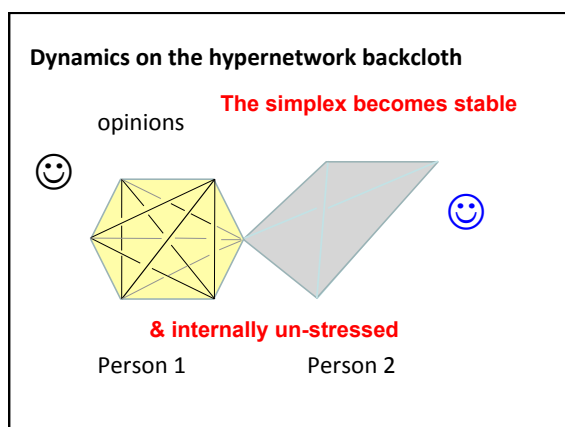 Dynamics on the hypernetwork backcloth
The simplex becomes stable
opinions
& internally un-stressed
Person 1
Person 2